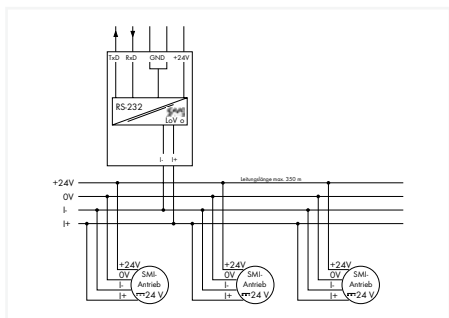 TxD RxD GND +24V
RS-232
SMI
LoV o
I- I+
Leitungslänge max. 350 m
+24V
0V
I-
I+
+24V
0V
I-
I+
SMI-
Antrieb
24 V
+24V
0V
I-
I+
SMI-
Antrieb
24 V
+24V
0V
I-
I+
SMI-
Antrieb
24 V